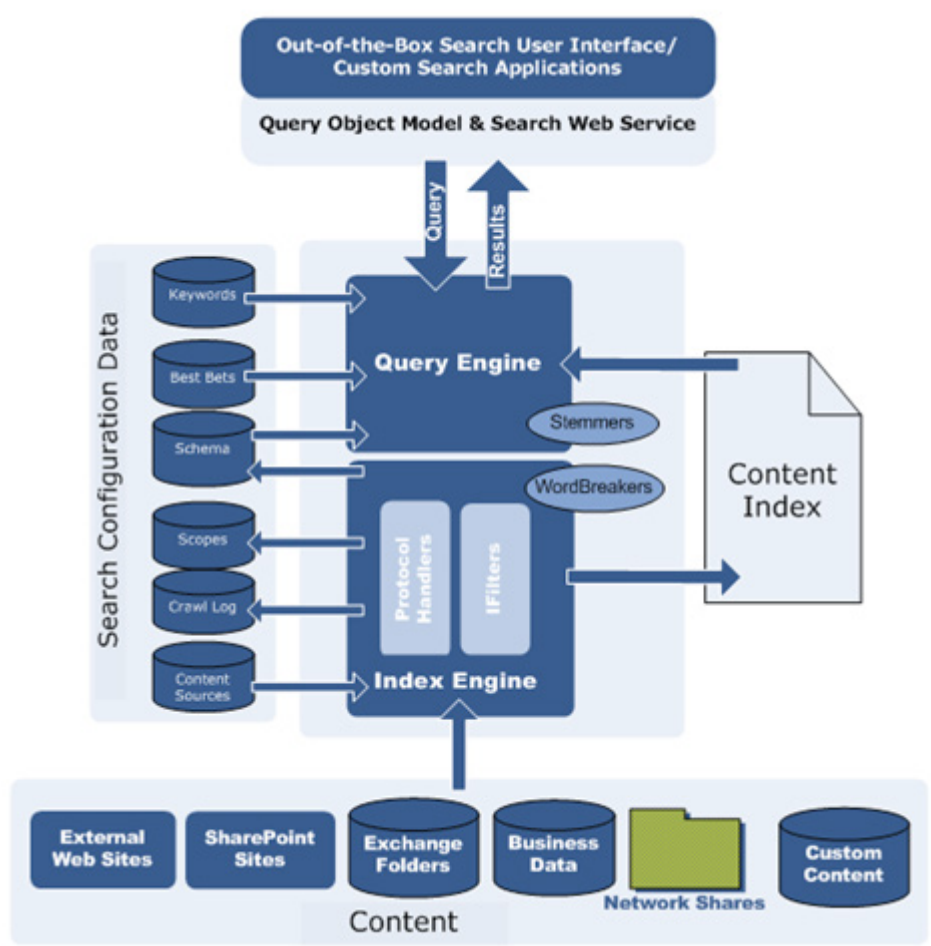 Out-of-the-Box Search User Interface/
Custom Search Applications
Query Object Model & Search Web Service
Query
Results
Search Configuration Data
Keywords
Best Bets
Schema
Scopes
Crawl Log
Content
Sources
Query Engine
Stemmers
WordBreakers
Protocol
Handlers
IFilters
Index Engine
Content
Index
External
Web Sites
SharePoint
Sites
Exchange
Folders
Business
Data
Network Shares
Custom
Content
Content